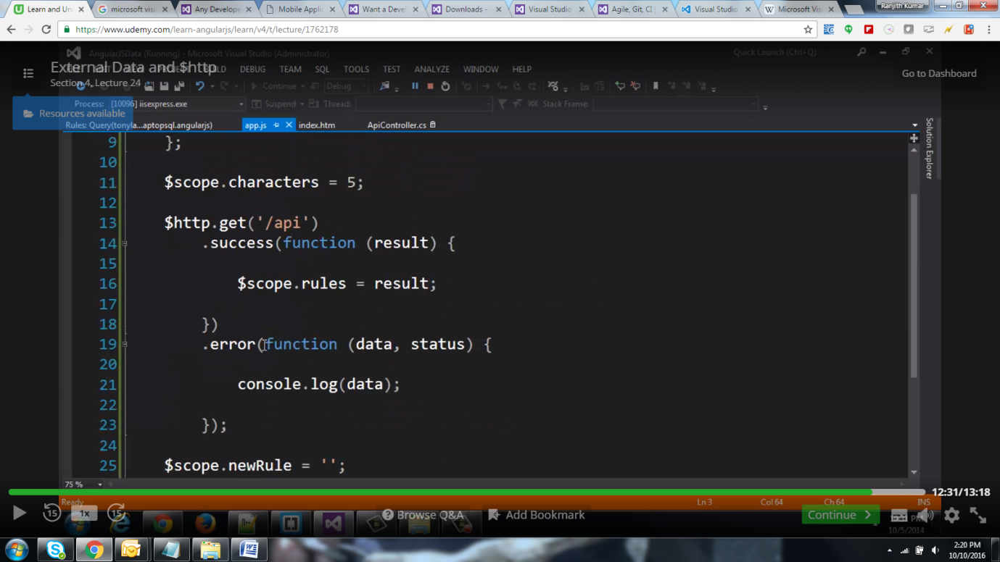 Learn and Un
microsoft visu
Any Develope
Mobile Applic
Want a Devel
Downloads -
Visual Studio
Agile, Git, CI |
Visual Studio
Microsoft Vis
Ranjith Kumar
https://www.udemy.com/learn-angularjs/learn/v4/t/lecture/1762178
AngularJSData (Running) - Microsoft Visual Studio (Administrator)
Quick Launch (Ctrl+Q)
External Data and $http
DEBUG TEAM SQL TOOLS TEST ANALYZE WINDOW HELP
Go to Dashboard
Section 4, Lecture 24
Continue
Debug
Process: [10096] iisexpress.exe
Suspend
Thread:
Stack Frame:
Resources available
Rules: Query(tonyla...aptopsql.angularjs)
app.js
index.htm
ApiController.cs
Solution Explorer
9 };
10
11 $scope.characters = 5;
12
13 $http.get('/api')
14 .success(function (result) {
15
16 $scope.rules = result;
17
18 })
19 .error(function (data, status) {
20
21 console.log(data);
22
23 });
24
25 $scope.newRule = '';
75 %
12:31/13:18
Ready
Ln 3
Col 64
Ch 64
INS
15
1x
15
Browse Q&A
Add Bookmark
Continue
10/5/2014
2:20 PM
10/10/2016